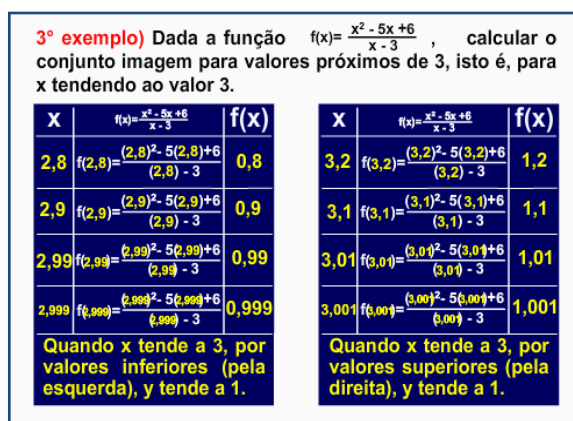 3° exemplo) Dada a função f(x)= x² - 5x +6 / x - 3 , calcular o
conjunto imagem para valores próximos de 3, isto é, para
x tendendo ao valor 3.
x f(x)= x² - 5x +6 / x - 3 f(x)
2,8 f(2,8)= (2,8)²- 5(2,8)+6 / (2,8) - 3 0,8
2,9 f(2,9)= (2,9)²- 5(2,9)+6 / (2,9) - 3 0,9
2,99 f(2,99)= (2,99)²- 5(2,99)+6 / (2,99) - 3 0,99
2,999 f(2,999)= (2,999)²- 5(2,999)+6 / (2,999) - 3 0,999
Quando x tende a 3, por
valores inferiores (pela
esquerda), y tende a 1.
x f(x)= x² - 5x +6 / x - 3 f(x)
3,2 f(3,2)= (3,2)²- 5(3,2)+6 / (3,2) - 3 1,2
3,1 f(3,1)= (3,1)²- 5(3,1)+6 / (3,1) - 3 1,1
3,01 f(3,01)= (3,01)²- 5(3,01)+6 / (3,01) - 3 1,01
3,001 f(3,001)= (3,001)²- 5(3,001)+6 / (3,001) - 3 1,001
Quando x tende a 3, por
valores superiores (pela
direita), y tende a 1.